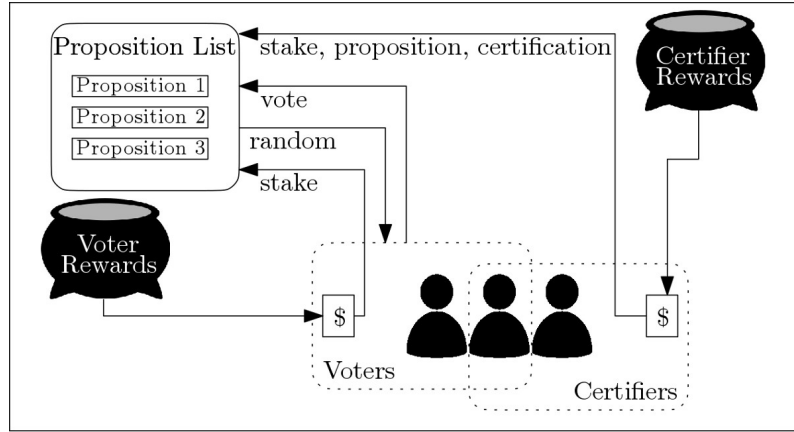 Proposition List
Proposition 1
Proposition 2
Proposition 3
stake, proposition, certification
vote
random
stake
Certifier
Rewards
Voter
Rewards
$
$
Voters
Certifiers